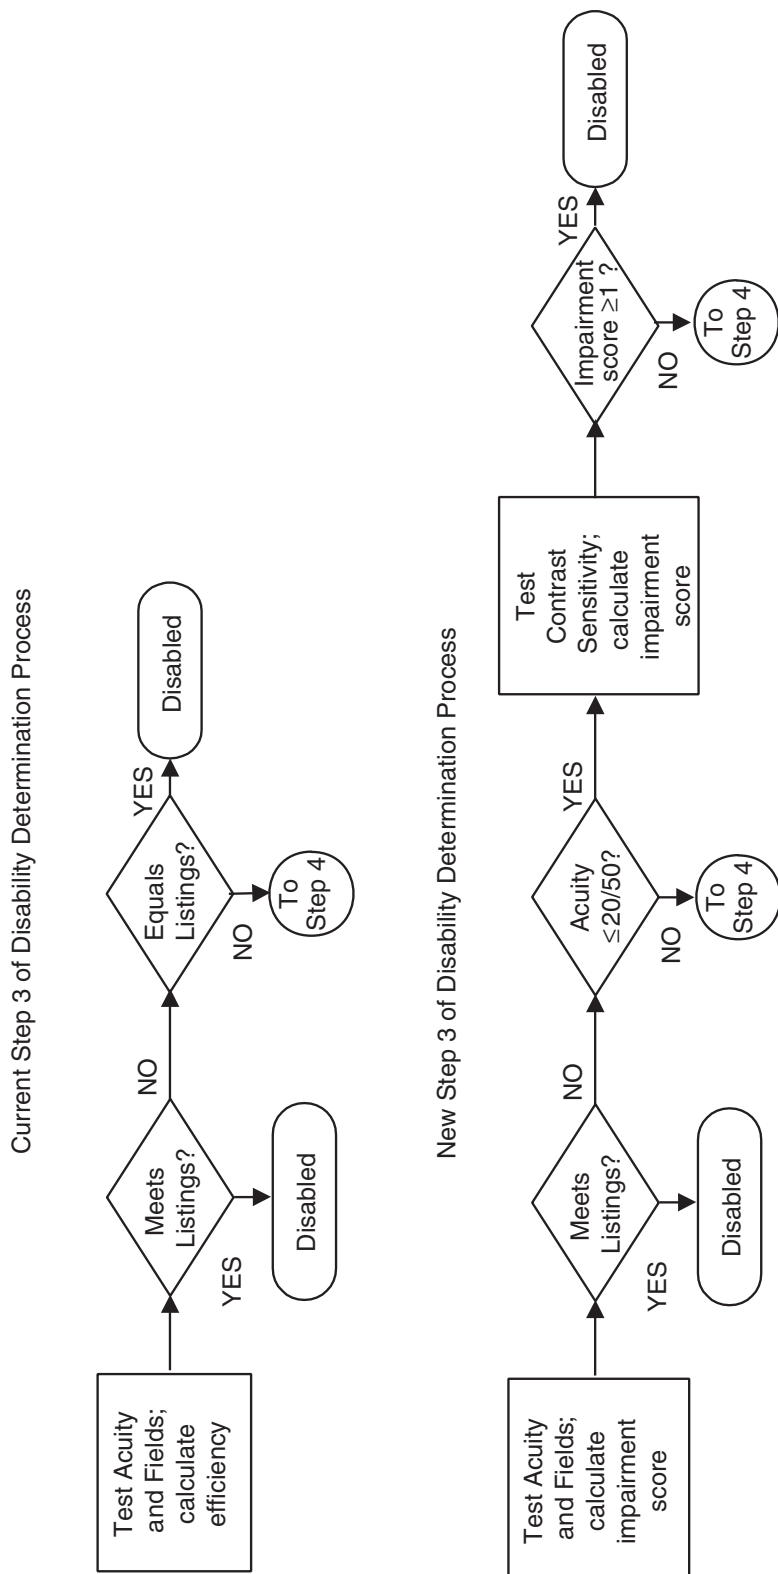 Current Step 3 of Disability Determination Process
Test Acuity
and Fields;
calculate
efficiency
Meets
Listings?
YES
Disabled
NO
Equals
Listings?
NO
To
Step 4
YES
Disabled
New Step 3 of Disability Determination Process
Test Acuity
and Fields;
calculate
impairment
score
Meets
Listings?
YES
Disabled
NO
Acuity
≤20/50?
NO
To
Step 4
YES
Test
Contrast
Sensitivity;
calculate
impairment
score
Impairment
score ≥1 ?
NO
To
Step 4
YES
Disabled